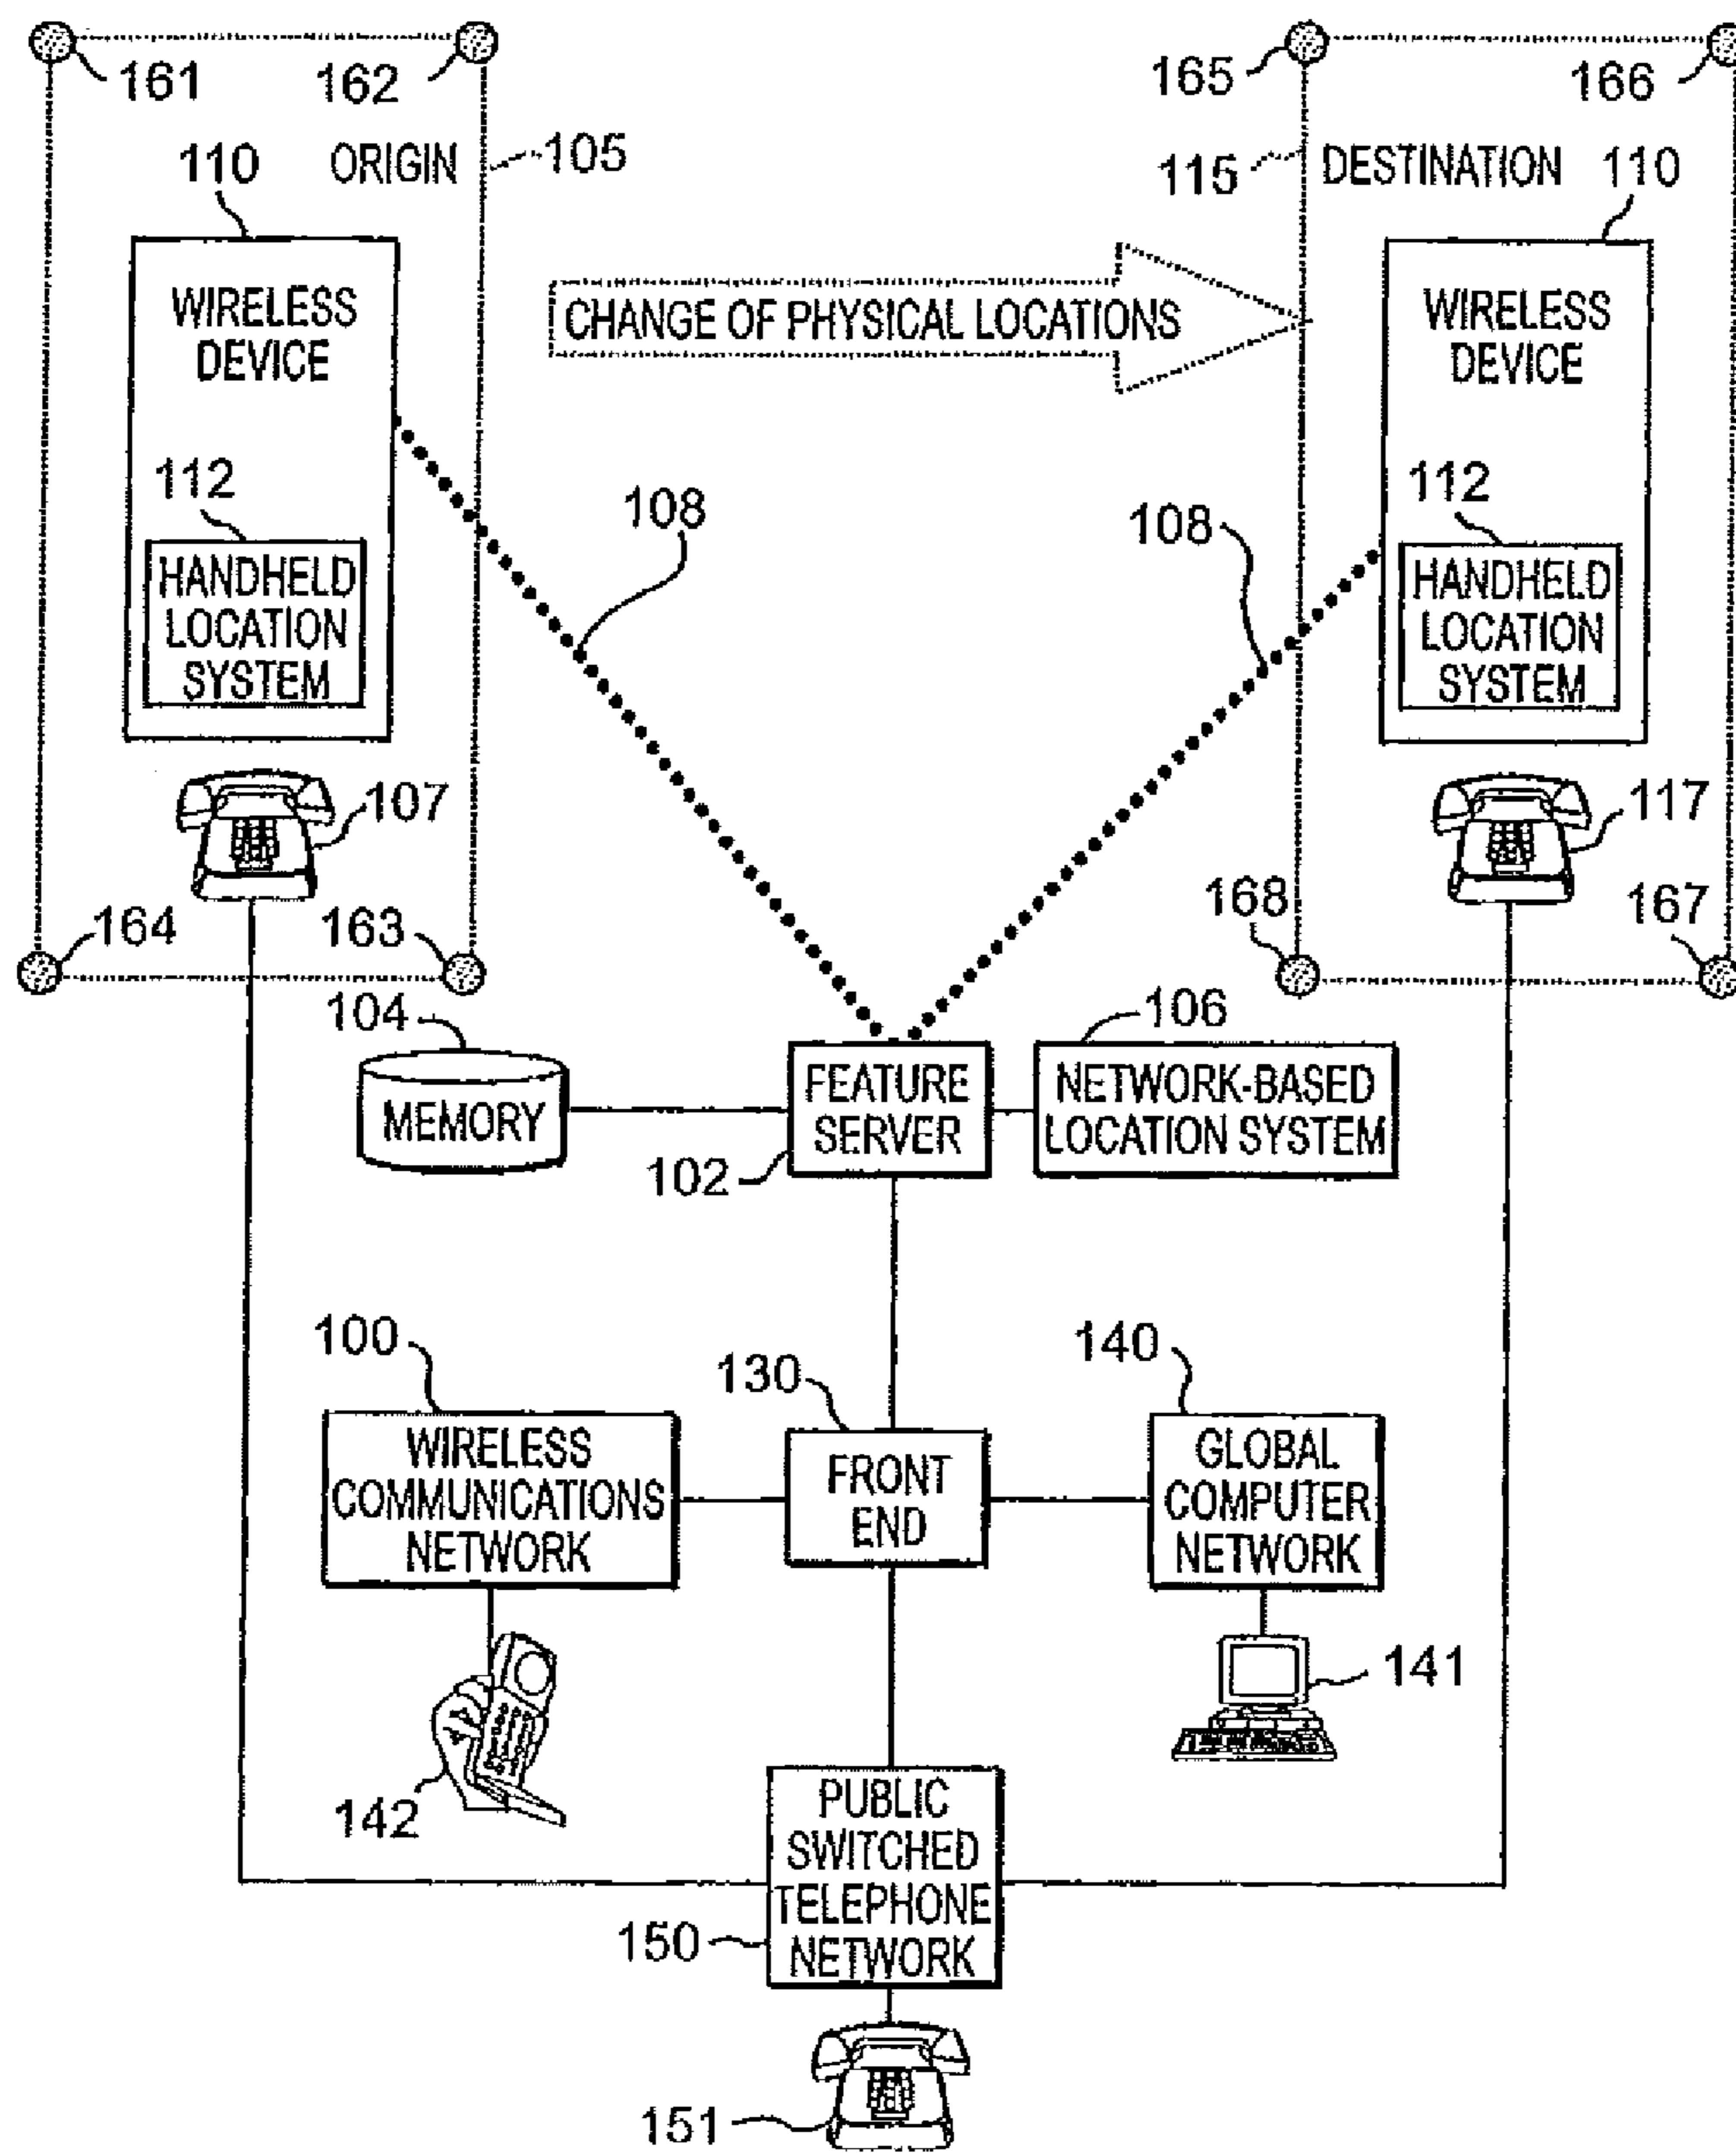 161
162
165
166
110
ORIGIN
105
115
DESTINATION
110
WIRELESS
DEVICE
CHANGE OF PHYSICAL LOCATIONS
WIRELESS
DEVICE
112
HANDHELD
LOCATION
SYSTEM
108
108
112
HANDHELD
LOCATION
SYSTEM
107
117
164
163
168
167
104
MEMORY
FEATURE
SERVER
102
106
NETWORK-BASED
LOCATION SYSTEM
100
WIRELESS
COMMUNICATIONS
NETWORK
130
FRONT
END
140
GLOBAL
COMPUTER
NETWORK
142
141
PUBLIC
SWITCHED
TELEPHONE
NETWORK
150
151